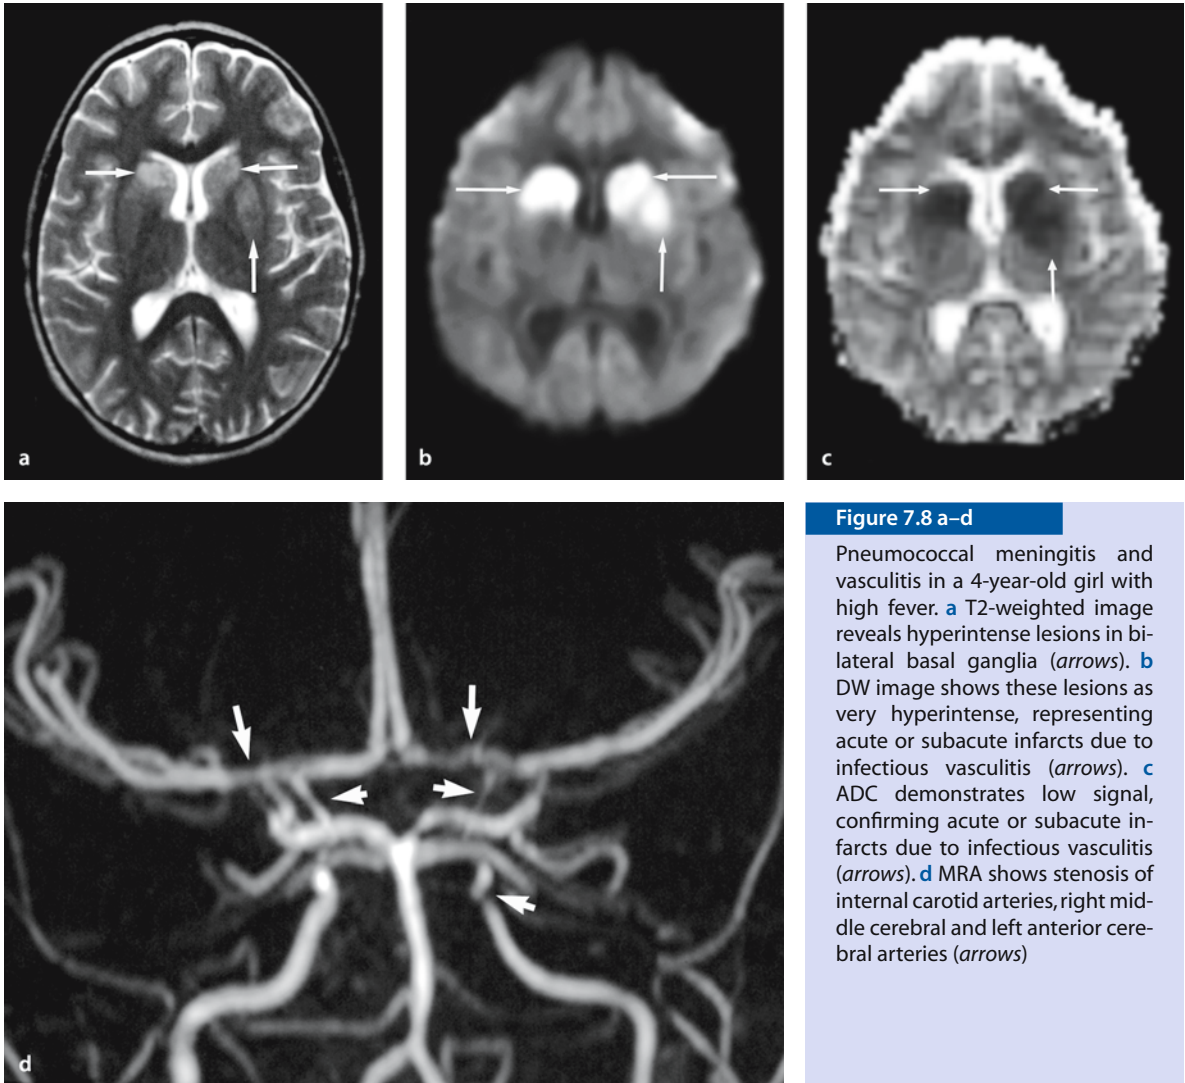 a
b
c
d
Figure 7.8 a–d
Pneumococcal meningitis and
vasculitis in a 4-year-old girl with
high fever. a T2-weighted image
reveals hyperintense lesions in bi-
lateral basal ganglia (arrows). b
DW image shows these lesions as
very hyperintense, representing
acute or subacute infarcts due to
infectious vasculitis (arrows). c
ADC demonstrates low signal,
confirming acute or subacute in-
farcts due to infectious vasculitis
(arrows). d MRA shows stenosis of
internal carotid arteries, right mid-
dle cerebral and left anterior cere-
bral arteries (arrows)